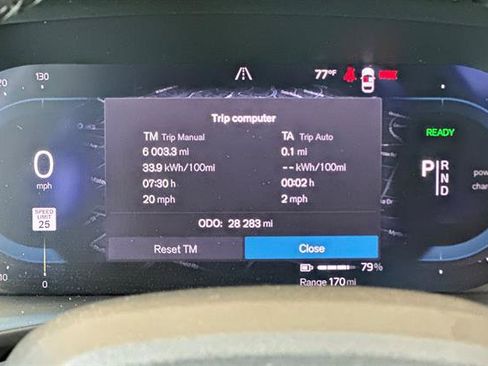 120
130
77°F
Trip computer
TM Trip Manual
TA Trip Auto
6 003.3 mi
0.1 mi
33.9 kWh/100mi
-- kWh/100mi
07:30 h
00:02 h
20 mph
2 mph
ODO: 28 283 mi
Reset TM
Close
0
mph
SPEED
LIMIT
25
0
READY
P R
N
D
79%
Range 170 mi